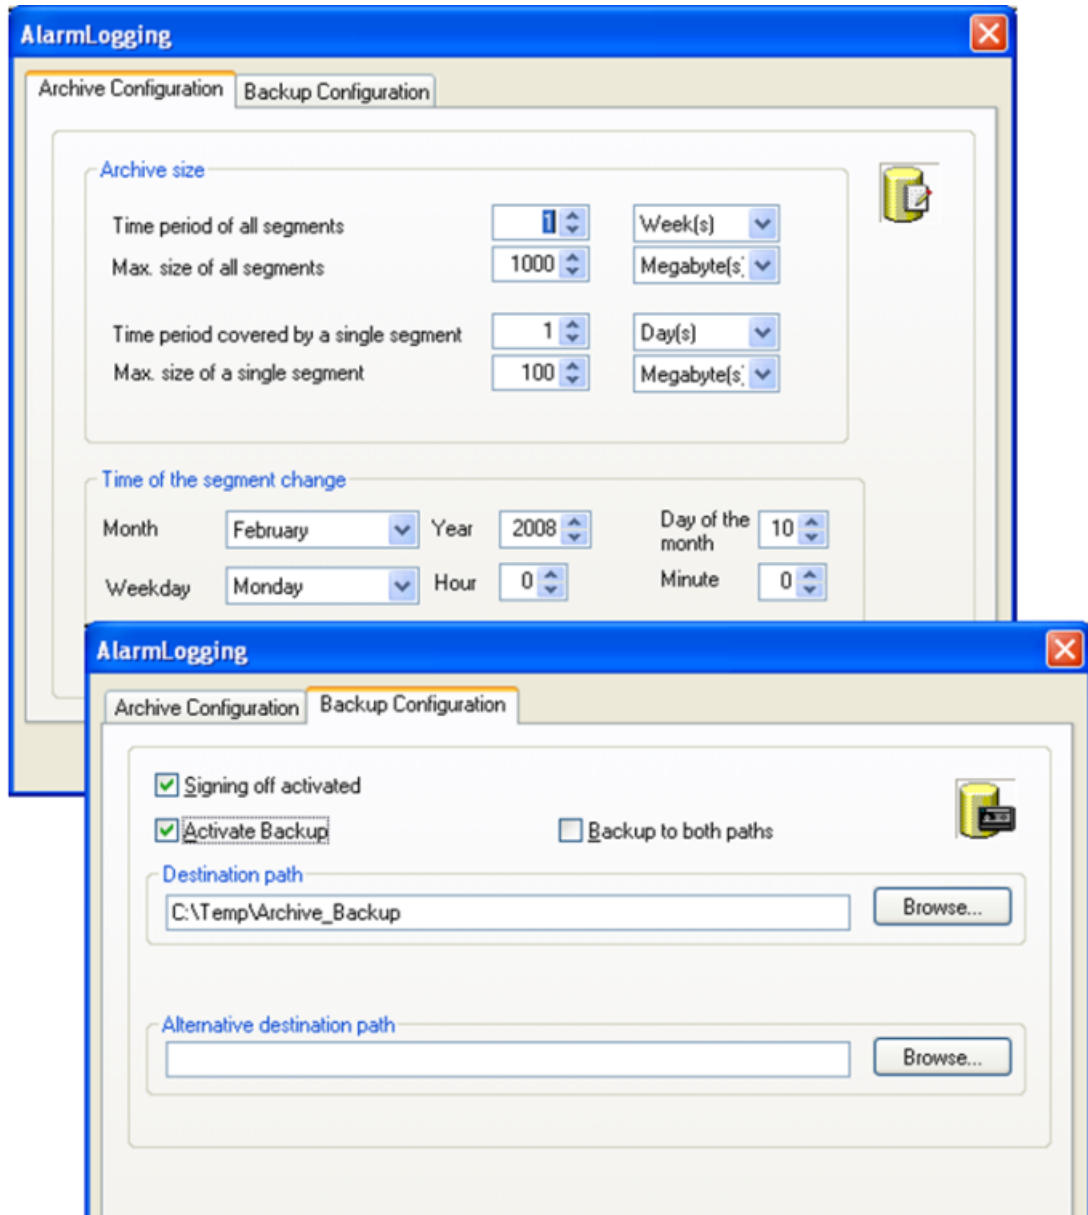 AlarmLogging
Archive Configuration Backup Configuration
Archive size
Time period of all segments 1 Week(s)
Max. size of all segments 1000 Megabyte(s)
Time period covered by a single segment 1 Day(s)
Max. size of a single segment 100 Megabyte(s)
Time of the segment change
Month February Year 2008 Day of the month 10
Weekday Monday Hour 0 Minute 0
AlarmLogging
Archive Configuration Backup Configuration
Signing off activated
Activate Backup Backup to both paths
Destination path
C:\Temp\Archive_Backup Browse...
Alternative destination path
Browse...